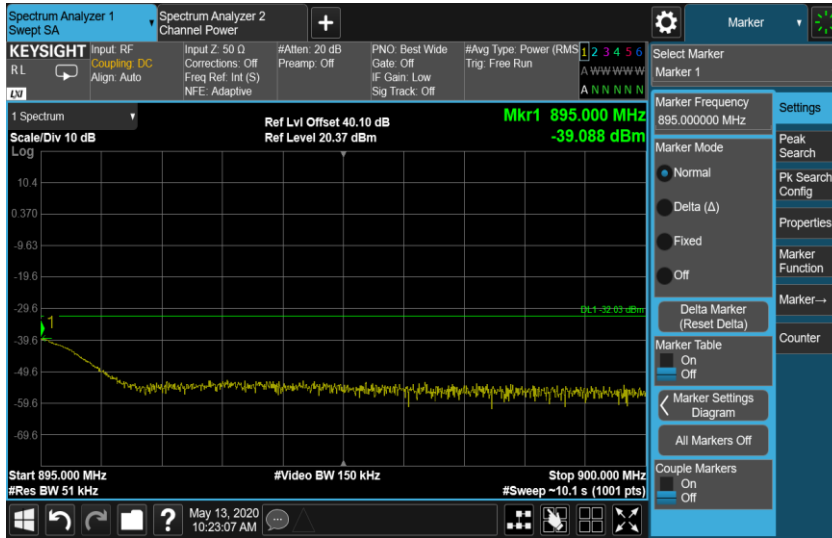 Spectrum Analyzer 1
Swept SA
Spectrum Analyzer 2
Channel Power
Marker
KEYSIGHT
RL
LXI
Input: RF
Coupling: DC
Align: Auto
Input Z: 50 Ω
Corrections: Off
Freq Ref: Int (S)
NFE: Adaptive
#Atten: 20 dB
Preamp: Off
PNO: Best Wide
Gate: Off
IF Gain: Low
Sig Track: Off
#Avg Type: Power (RMS
Trig: Free Run
1 2 3 4 5 6
A W W W W W
A N N N N N
Select Marker
Marker 1
1 Spectrum
Scale/Div 10 dB
Log
Ref Lvl Offset 40.10 dB
Ref Level 20.37 dBm
Mkr1 895.000 MHz
-39.088 dBm
10.4
0.370
-9.63
-19.6
-29.6
-39.6
-49.6
-59.6
-69.6
DL1 -32.03 dBm
1
Start 895.000 MHz
#Res BW 51 kHz
#Video BW 150 kHz
Stop 900.000 MHz
#Sweep ~10.1 s (1001 pts)
Marker Frequency
895.000000 MHz
Marker Mode
Normal
Delta (Δ)
Fixed
Off
Delta Marker
(Reset Delta)
Marker Table
On
Off
Marker Settings
Diagram
All Markers Off
Couple Markers
On
Off
Settings
Peak
Search
Pk Search
Config
Properties
Marker
Function
Marker→
Counter
?
May 13, 2020
10:23:07 AM